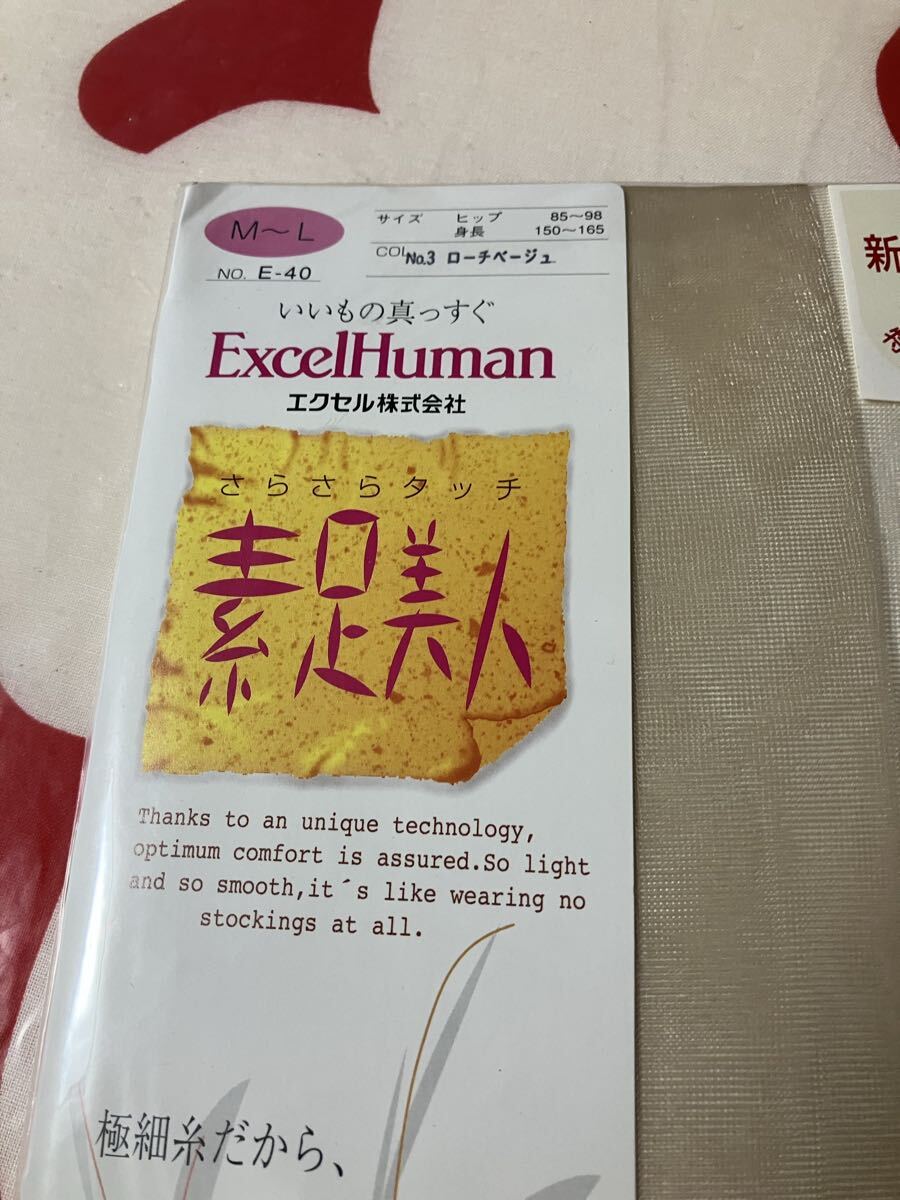 M～L
NO. E-40
サイズ ヒップ 85～98
身長 150～165
COL No.3 ローチベージュ
いいもの真っすぐ
ExcelHuman
エクセル株式会社
さらさらタッチ
素足美人
Thanks to an unique technology,
optimum comfort is assured.So light
and so smooth,it´s like wearing no
stockings at all.
極細糸だから、
新